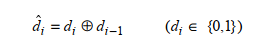 d̂ᵢ = dᵢ ⊕ dᵢ₋₁ (dᵢ ∈ {0,1})